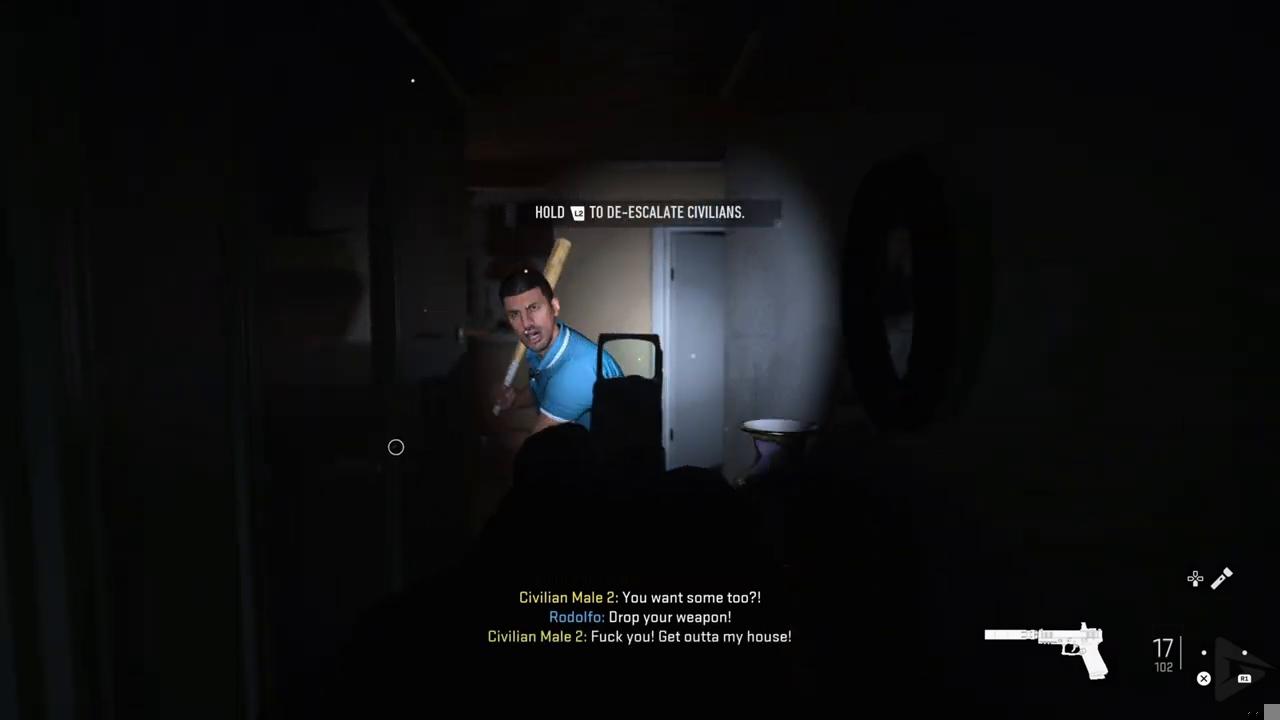 HOLD L2 TO DE-ESCALATE CIVILIANS.
Civilian Male 2: You want some too?!
Rodolfo: Drop your weapon!
Civilian Male 2: Fuck you! Get outta my house!
17
102
R1